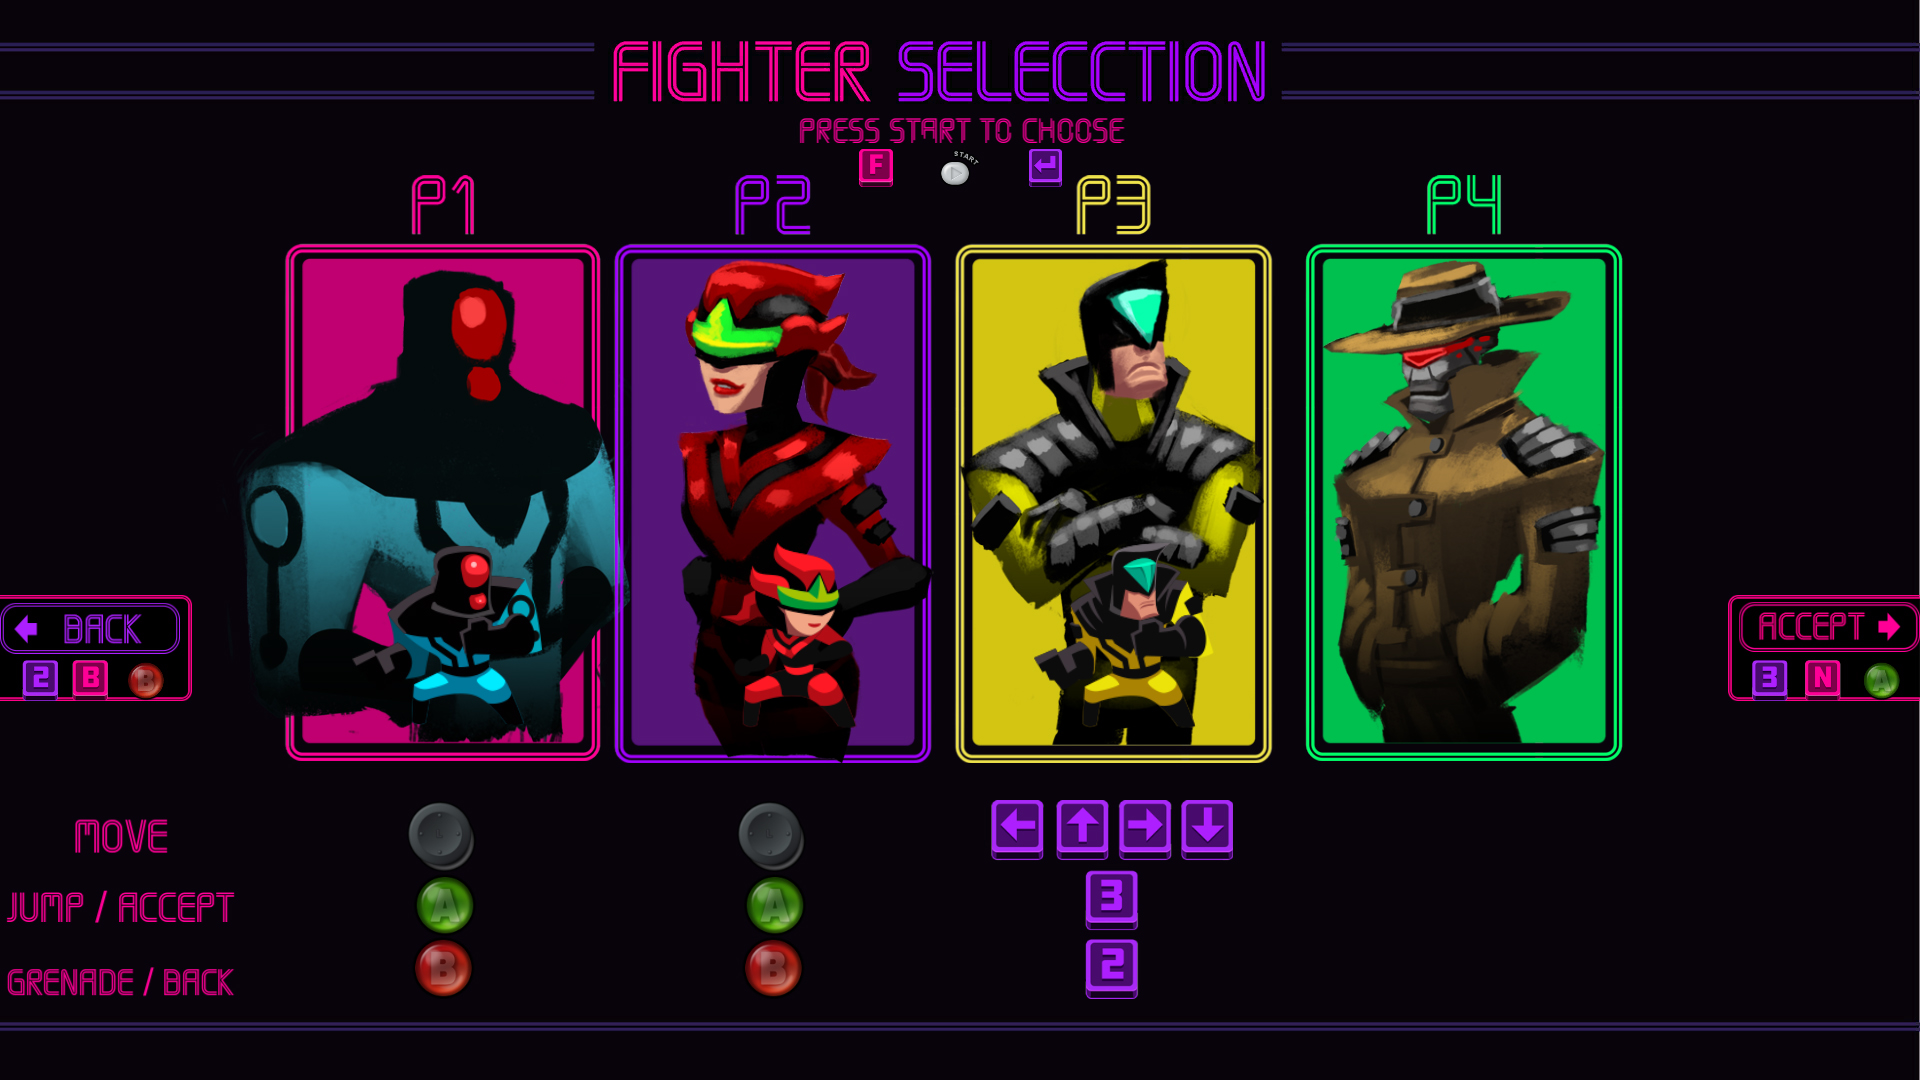 FIGHTER SELECCTION
PRESS START TO CHOOSE
F START
P1 P2 P3 P4
BACK
2 B B
ACCEPT
3 N A
MOVE
JUMP / ACCEPT A A 3
GRENADE / BACK B B 2